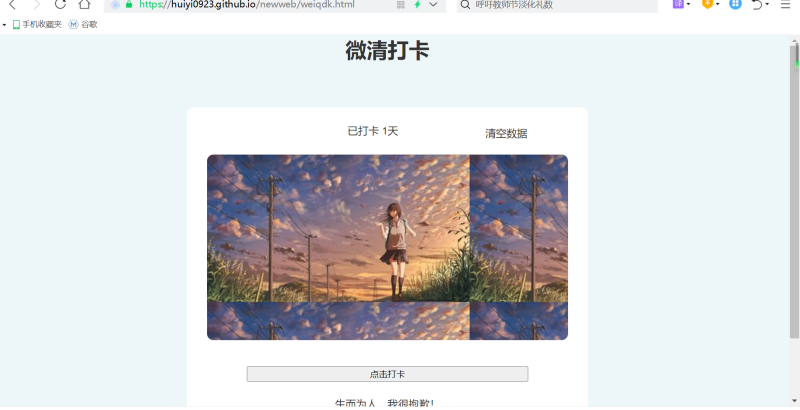 https://huiyi0923.github.io/newweb/weiqdk.html
呼吁教师节淡化礼数
译
手机收藏夹
谷歌
微清打卡
已打卡 1天
清空数据
点击打卡
生而为人，我很抱歉！